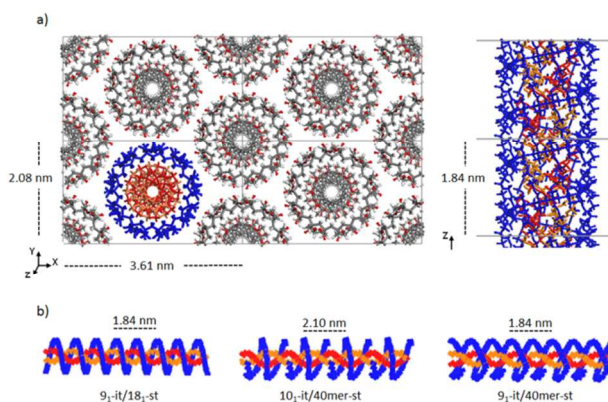 a)
2.08 nm
Y
X
Z
3.61 nm
1.84 nm
Z
b)
1.84 nm
2.10 nm
1.84 nm
9₁-it/18₁-st
10₁-it/40mer-st
9₁-it/40mer-st